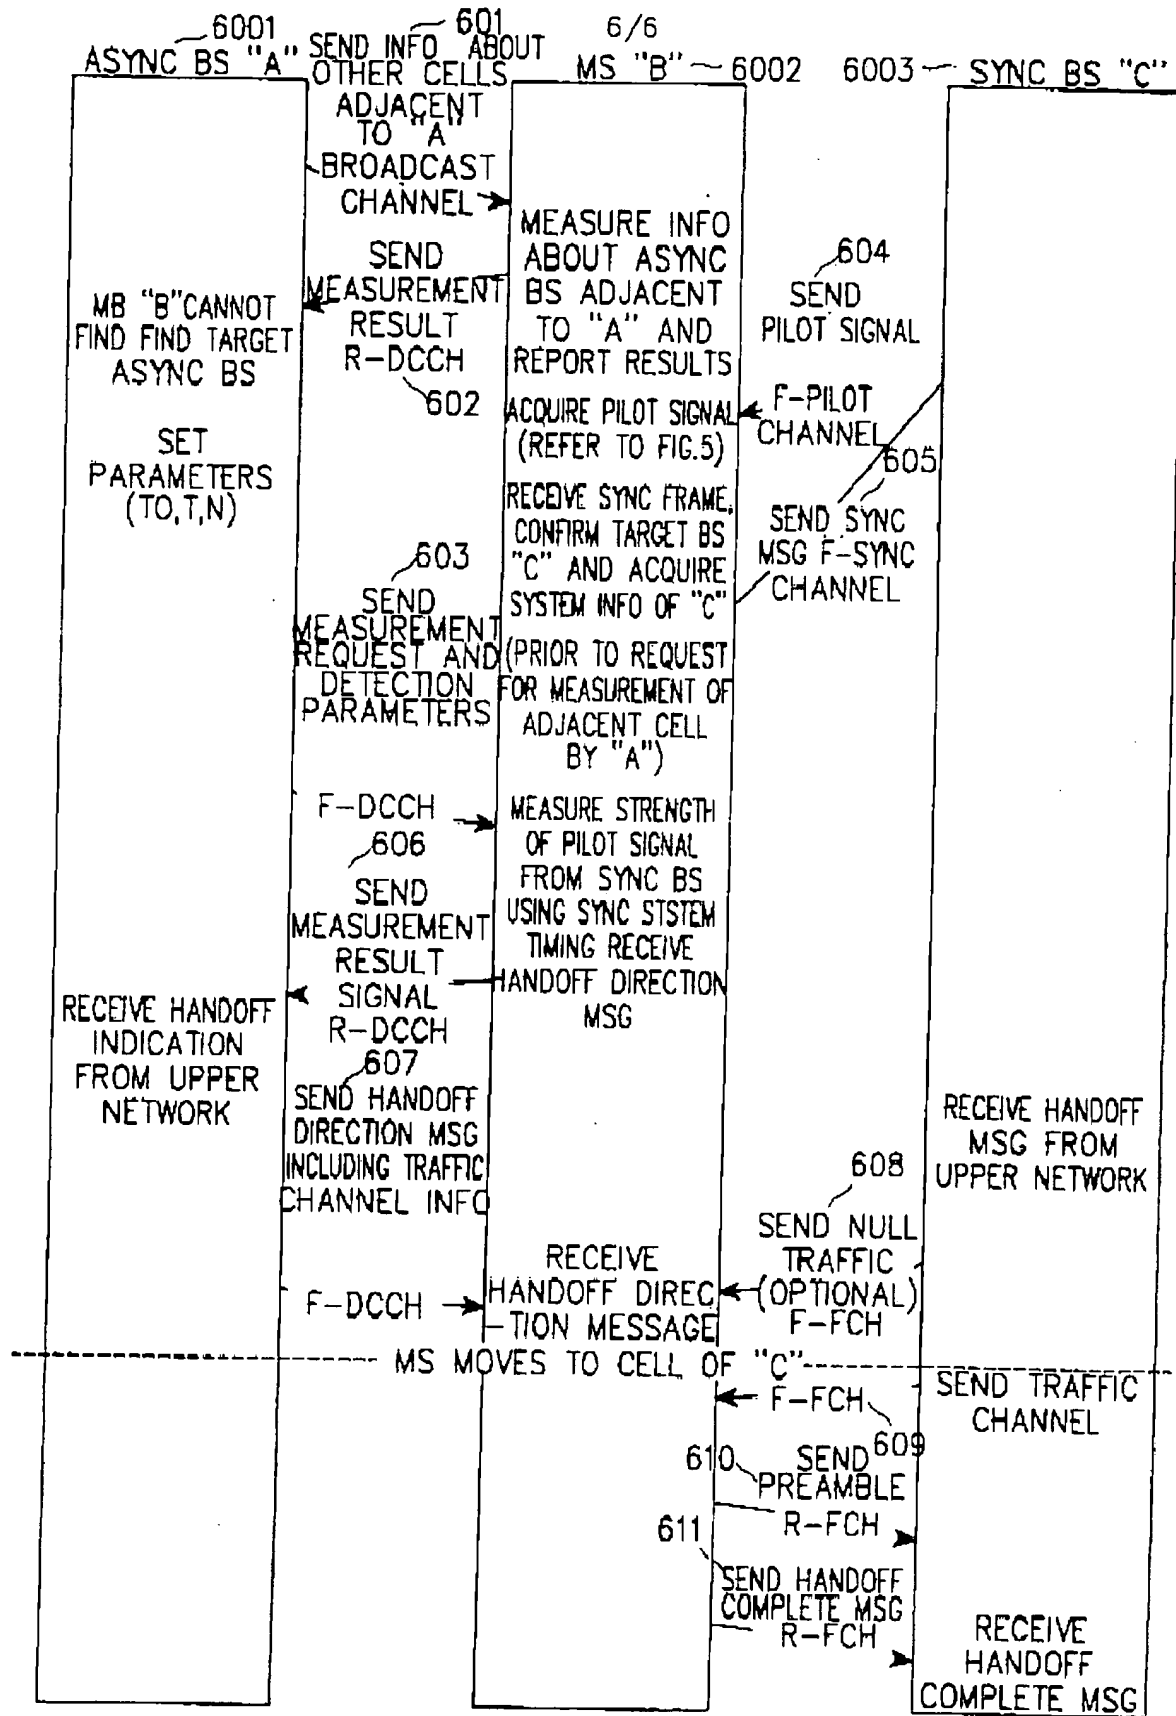 6001
601
6/6
ASYNC BS "A"
SEND INFO ABOUT
OTHER CELLS
ADJACENT
TO "A"
BROADCAST
CHANNEL
MS "B"
6002
6003
SYNC BS "C"
MEASURE INFO
ABOUT ASYNC
BS ADJACENT
TO "A" AND
REPORT RESULTS
SEND
MEASUREMENT
RESULT
R-DCCH
602
MB "B"CANNOT
FIND FIND TARGET
ASYNC BS
SET
PARAMETERS
(TO,T,N)
604
SEND
PILOT SIGNAL
F-PILOT
CHANNEL
ACQUIRE PILOT SIGNAL
(REFER TO FIG.5)
605
SEND SYNC
MSG F-SYNC
CHANNEL
RECEIVE SYNC FRAME,
CONFIRM TARGET BS
"C" AND ACQUIRE
SYSTEM INFO OF "C"
(PRIOR TO REQUEST
FOR MEASUREMENT OF
ADJACENT CELL
BY "A")
603
SEND
MEASUREMENT
REQUEST AND
DETECTION
PARAMETERS
F-DCCH
MEASURE STRENGTH
OF PILOT SIGNAL
FROM SYNC BS
USING SYNC STSTEM
TIMING RECEIVE
HANDOFF DIRECTION
MSG
606
SEND
MEASUREMENT
RESULT
SIGNAL
R-DCCH
RECEIVE HANDOFF
INDICATION
FROM UPPER
NETWORK
607
SEND HANDOFF
DIRECTION MSG
INCLUDING TRAFFIC
CHANNEL INFO
F-DCCH
RECEIVE HANDOFF
MSG FROM
UPPER NETWORK
608
SEND NULL
TRAFFIC
(OPTIONAL)
F-FCH
RECEIVE
HANDOFF DIREC
-TION MESSAGE
MS MOVES TO CELL OF "C"
SEND TRAFFIC
CHANNEL
F-FCH
609
610
SEND
PREAMBLE
R-FCH
611
SEND HANDOFF
COMPLETE MSG
R-FCH
RECEIVE
HANDOFF
COMPLETE MSG